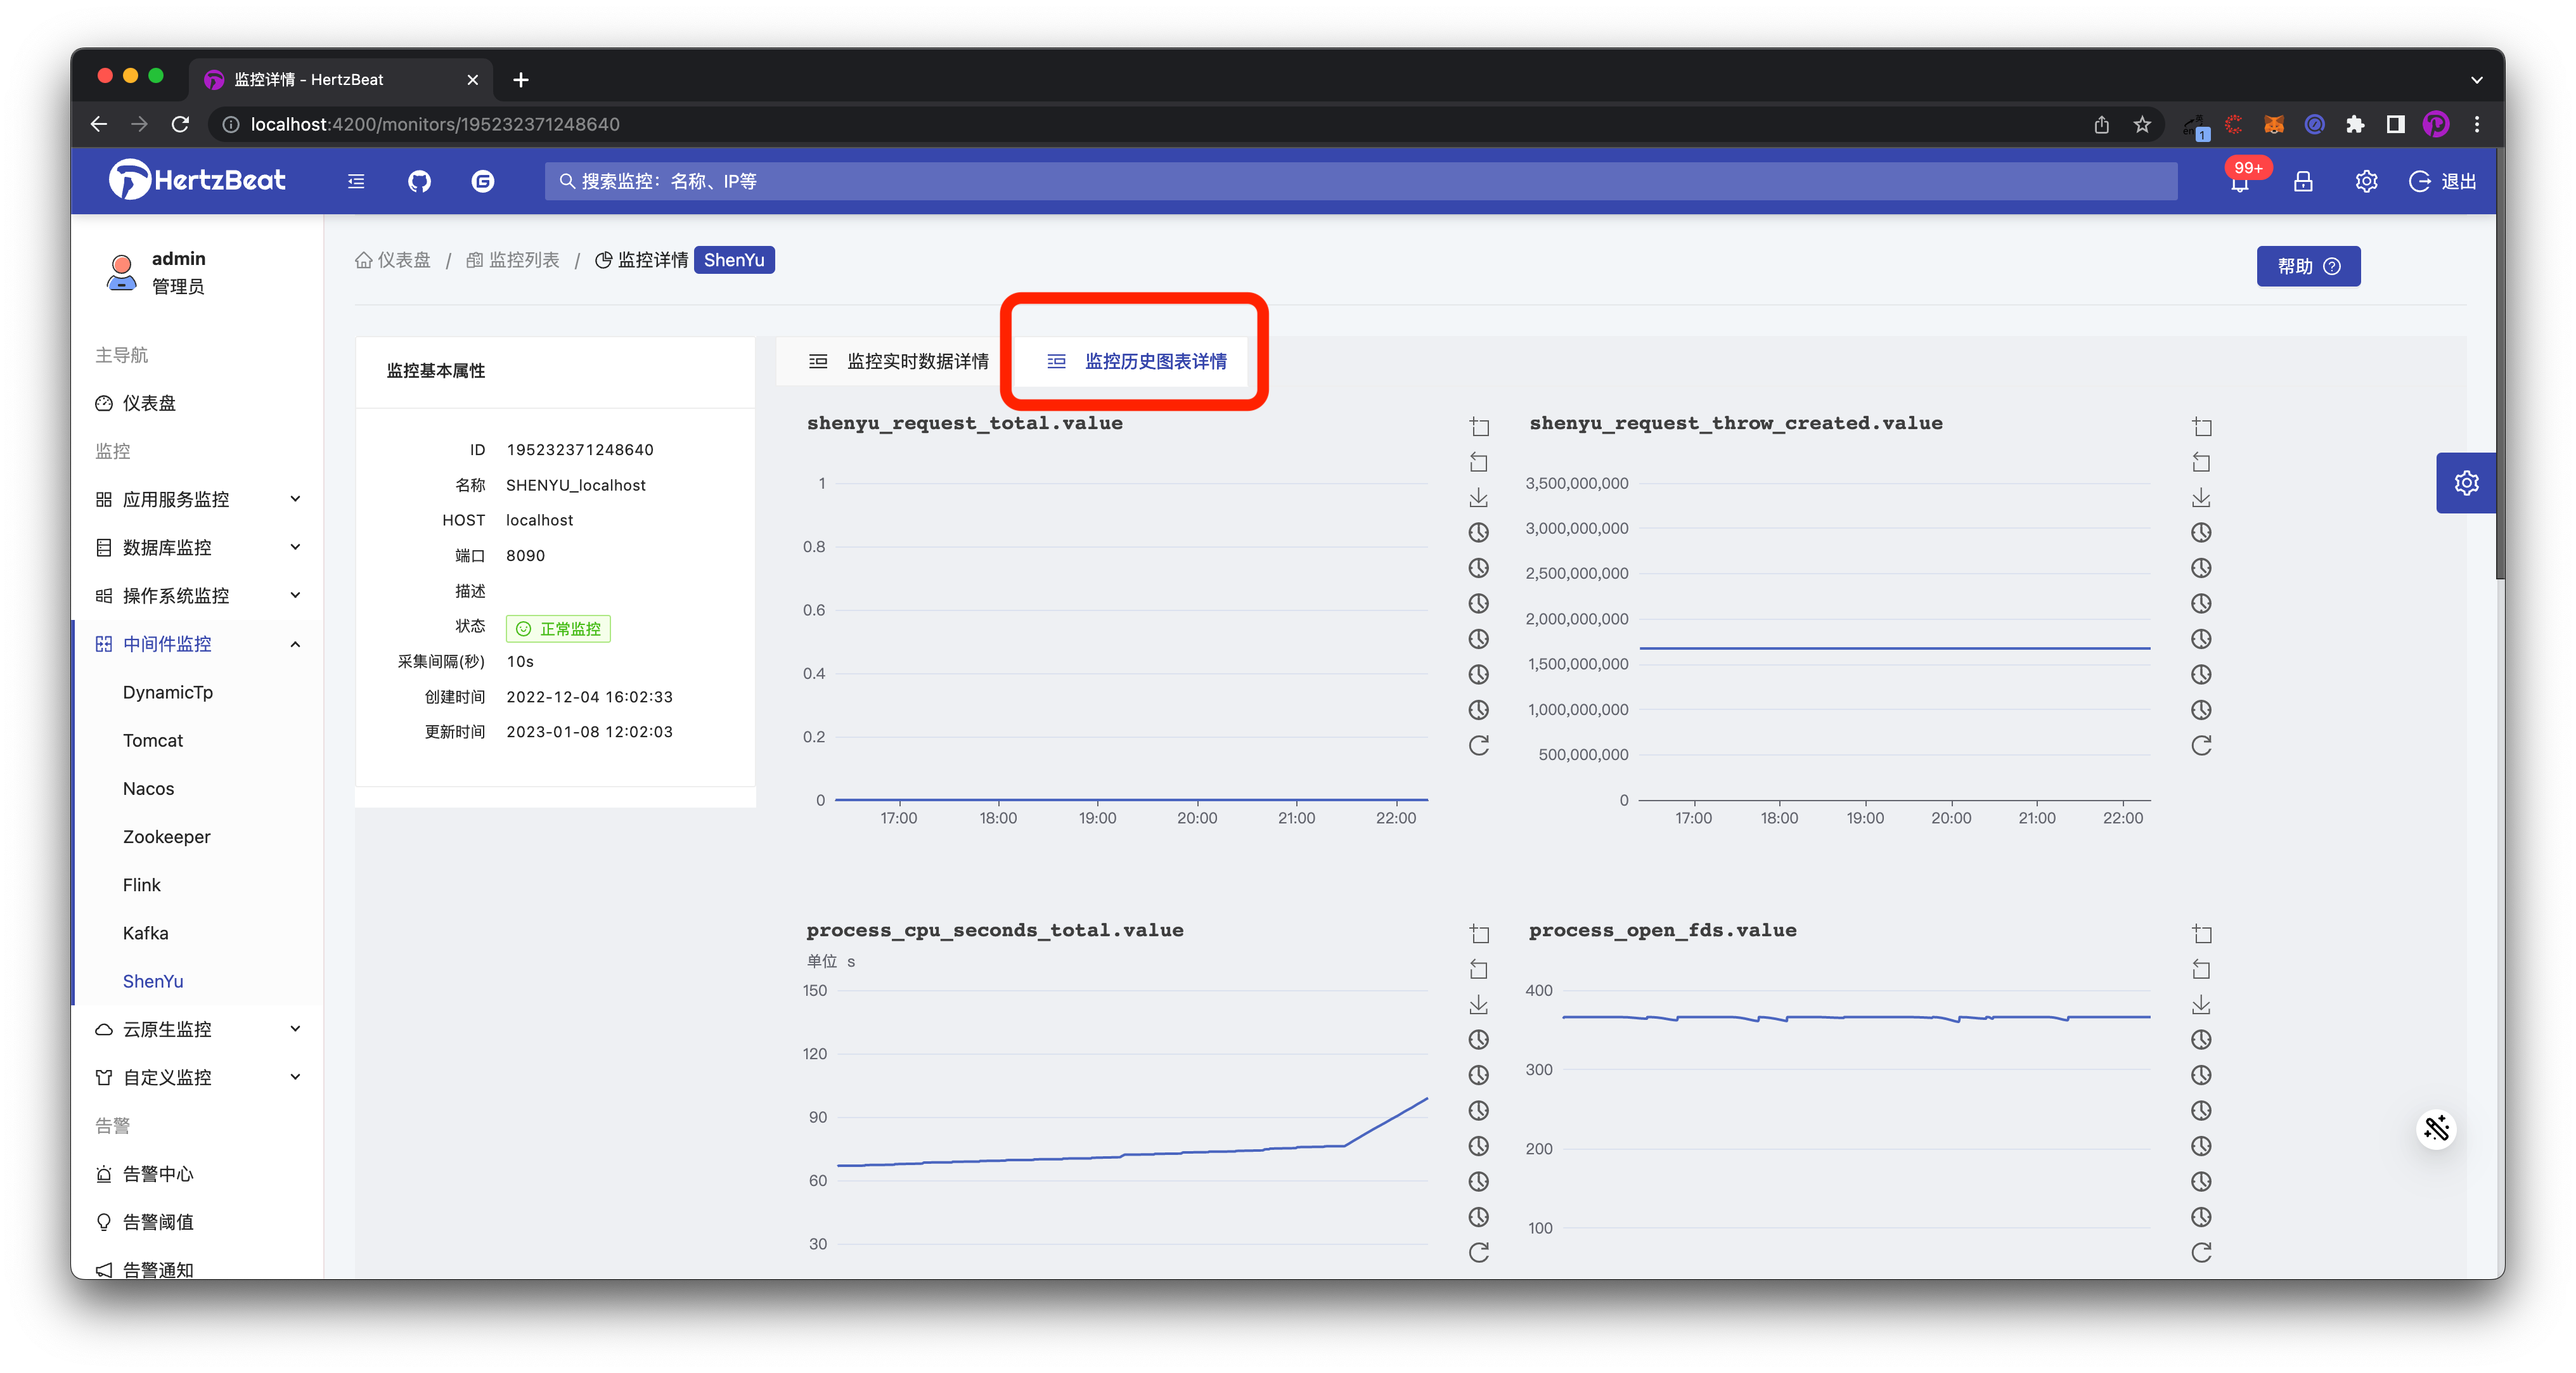 监控详情 - HertzBeat
localhost:4200/monitors/195232371248640
1
HertzBeat
搜索监控：名称、IP等
99+
退出
admin
管理员
主导航
仪表盘
监控
应用服务监控
数据库监控
操作系统监控
中间件监控
DynamicTp
Tomcat
Nacos
Zookeeper
Flink
Kafka
ShenYu
云原生监控
自定义监控
告警
告警中心
告警阈值
告警通知
仪表盘 / 监控列表 / 监控详情 ShenYu
帮助
监控基本属性
ID 195232371248640
名称 SHENYU_localhost
HOST localhost
端口 8090
描述
状态 正常监控
采集间隔(秒) 10s
创建时间 2022-12-04 16:02:33
更新时间 2023-01-08 12:02:03
监控实时数据详情
监控历史图表详情
shenyu_request_total.value
1
0.8
0.6
0.4
0.2
0
17:00 18:00 19:00 20:00 21:00 22:00
shenyu_request_throw_created.value
3,500,000,000
3,000,000,000
2,500,000,000
2,000,000,000
1,500,000,000
1,000,000,000
500,000,000
0
17:00 18:00 19:00 20:00 21:00 22:00
process_cpu_seconds_total.value
单位 s
150
120
90
60
30
process_open_fds.value
400
300
200
100